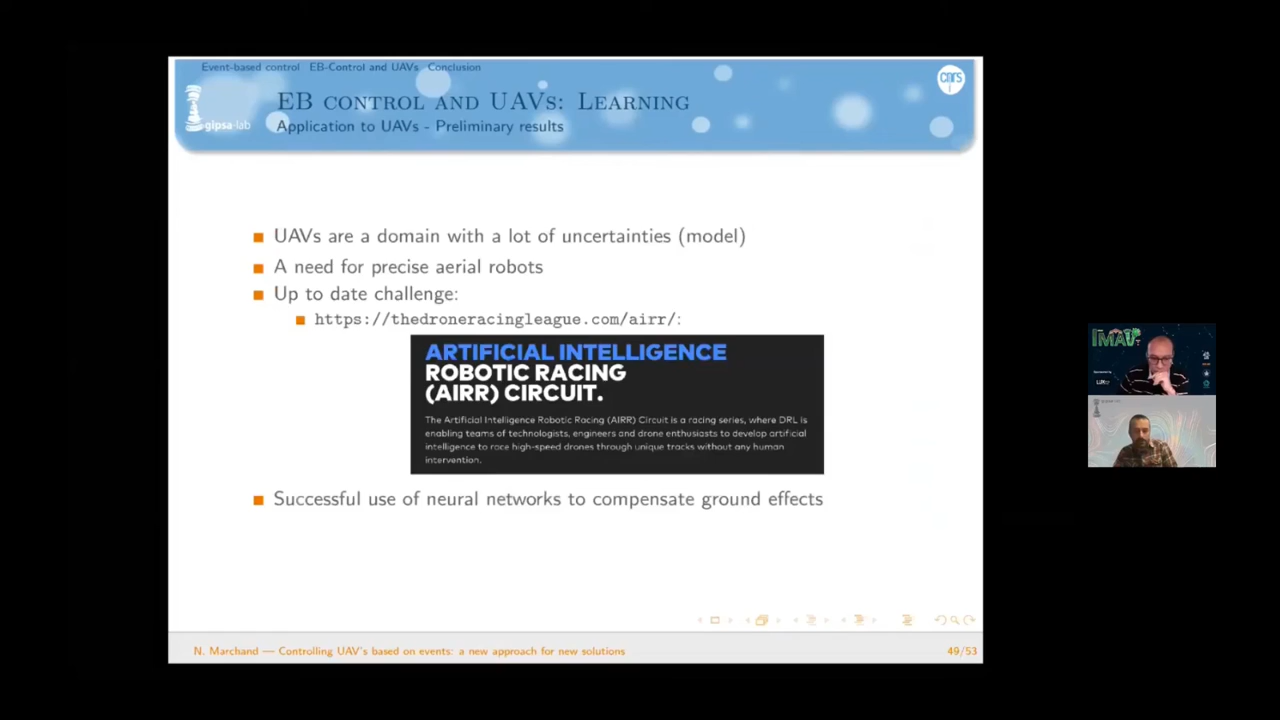 Event-based control EB-Control and UAVs Conclusion
EB CONTROL AND UAVS: LEARNING
Application to UAVs - Preliminary results
gipsa-lab
cnrs
UAVs are a domain with a lot of uncertainties (model)
A need for precise aerial robots
Up to date challenge:
https://thedroneracingleague.com/airr/:
ARTIFICIAL INTELLIGENCE
ROBOTIC RACING
(AIRR) CIRCUIT.
The Artificial Intelligence Robotic Racing (AIRR) Circuit is a racing series, where DRL is
enabling teams of technologists, engineers and drone enthusiasts to develop artificial
intelligence to race high-speed drones through unique tracks without any human
intervention.
Successful use of neural networks to compensate ground effects
N. Marchand — Controlling UAV's based on events: a new approach for new solutions
49/53
IMAV